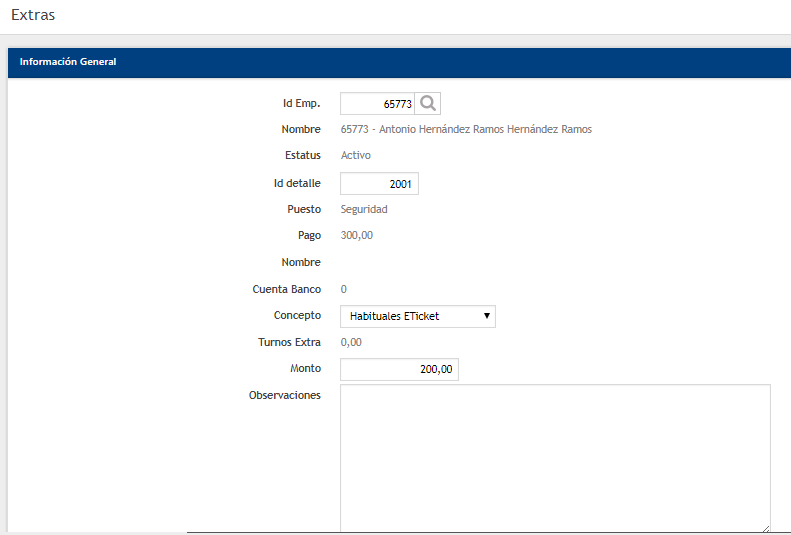 Extras
Información General
Id Emp. 65773
Nombre 65773 - Antonio Hernández Ramos Hernández Ramos
Estatus Activo
Id detalle 2001
Puesto Seguridad
Pago 300,00
Nombre
Cuenta Banco 0
Concepto Habituales ETicket
Turnos Extra 0,00
Monto 200,00
Observaciones